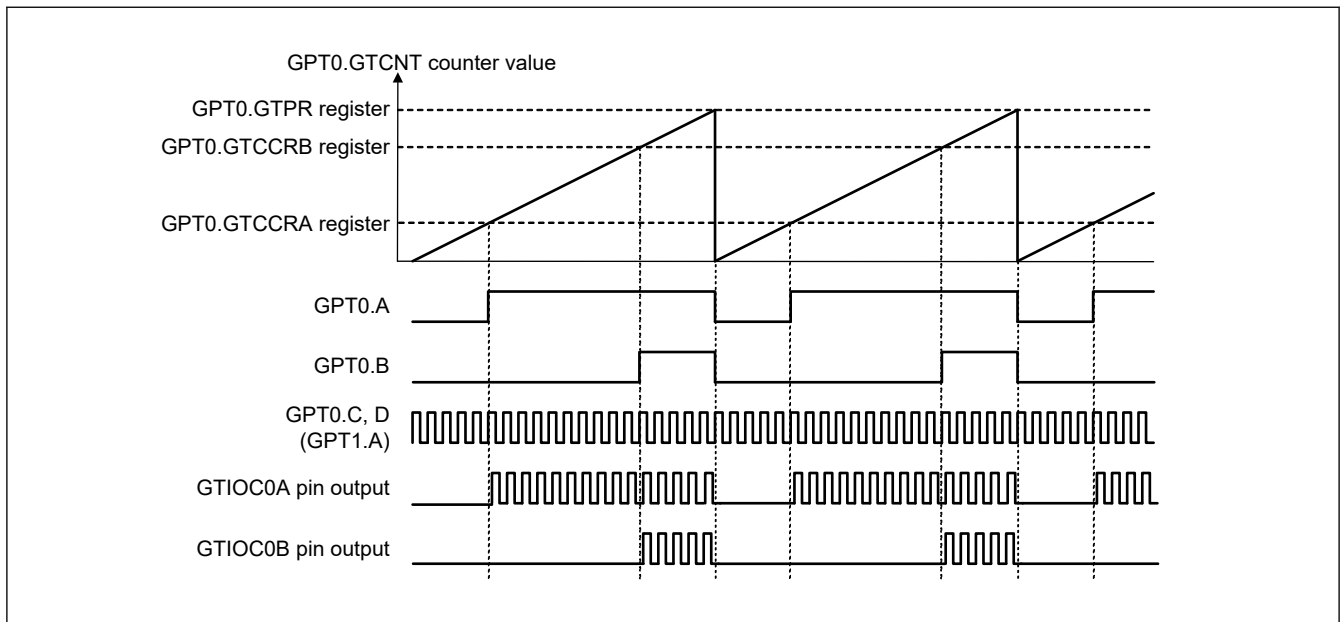 GPT0.GTCNT counter value
GPT0.GTPR register
GPT0.GTCCRB register
GPT0.GTCCRA register
GPT0.A
GPT0.B
GPT0.C, D
(GPT1.A)
GTIOC0A pin output
GTIOC0B pin output